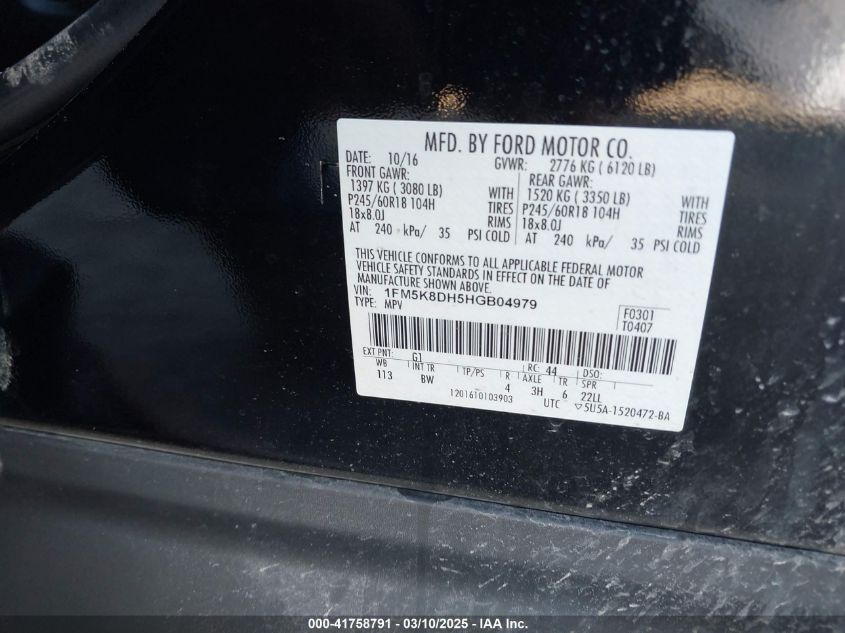 MFD. BY FORD MOTOR CO.
DATE: 10/16 GVWR: 2776 KG ( 6120 LB)
FRONT GAWR: REAR GAWR:
1397 KG ( 3080 LB) WITH 1520 KG ( 3350 LB) WITH
P245/60R18 104H TIRES P245/60R18 104H TIRES
18x8.0J RIMS 18x8.0J RIMS
AT 240 kPa/ 35 PSI COLD AT 240 kPa/ 35 PSI COLD
THIS VEHICLE CONFORMS TO ALL APPLICABLE FEDERAL MOTOR
VEHICLE SAFETY STANDARDS IN EFFECT ON THE DATE OF
MANUFACTURE SHOWN ABOVE.
VIN: 1FM5K8DH5HGB04979 F0301
TYPE: MPV T0407
EXT PNT: G1 RC: 44 DSO:
WB INT TR TP/PS R AXLE TR SPR
113 BW 4 3H 6 22LL
1201610103903 UTC ▽5U5A-1520472-BA
000-41758791 — 03/10/2025 — © IAA, Inc.